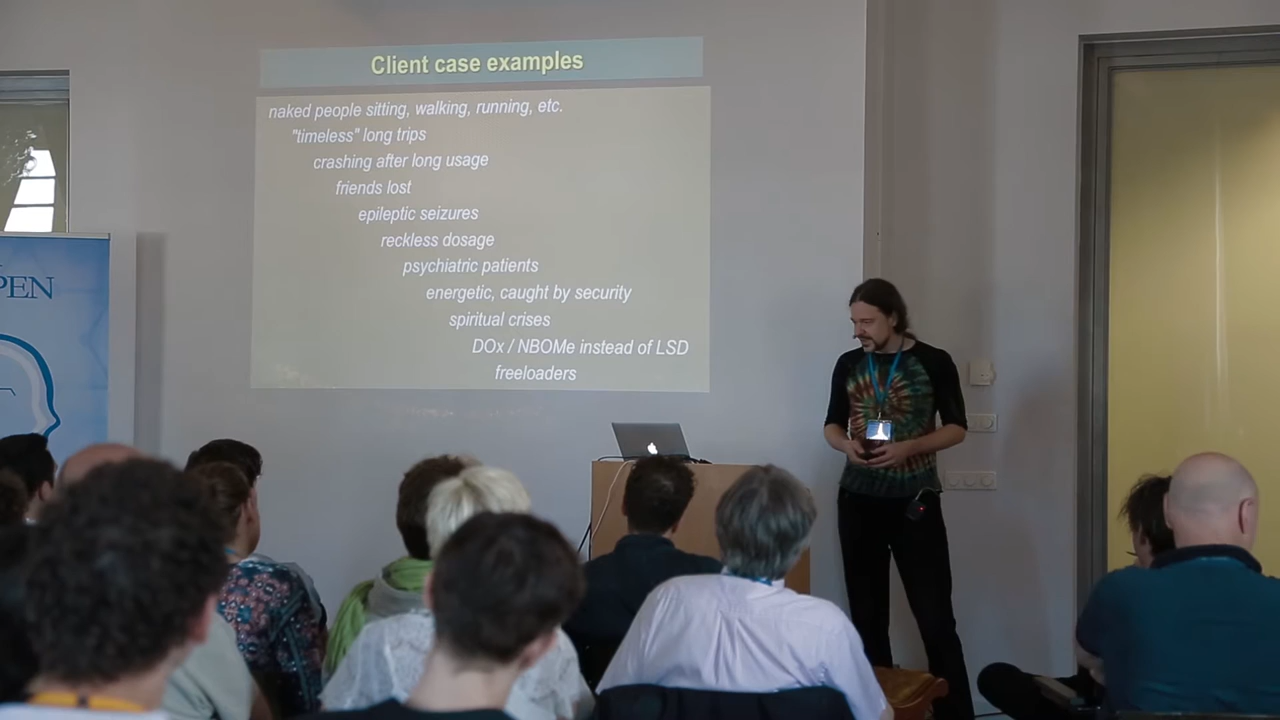 Client case examples
naked people sitting, walking, running, etc.
"timeless" long trips
crashing after long usage
friends lost
epileptic seizures
reckless dosage
psychiatric patients
energetic, caught by security
spiritual crises
DOx / NBOMe instead of LSD
freeloaders
PEN